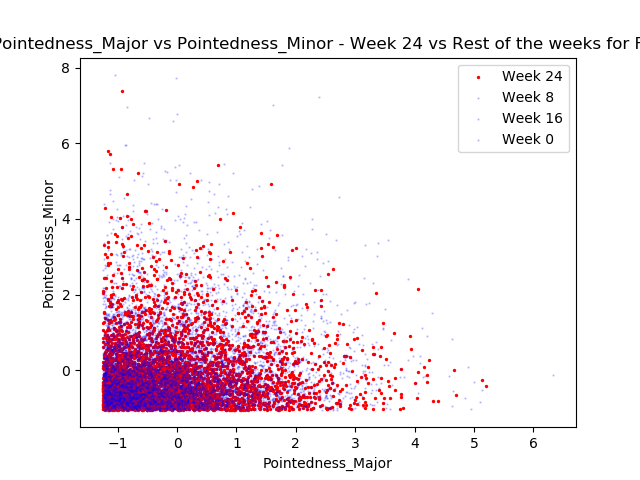 Pointedness_Major vs Pointedness_Minor - Week 24 vs Rest of the weeks for
Week 24
Week 8
Week 16
Week 0
8
6
4
2
0
Pointedness_Minor
−1 0 1 2 3 4 5 6
Pointedness_Major